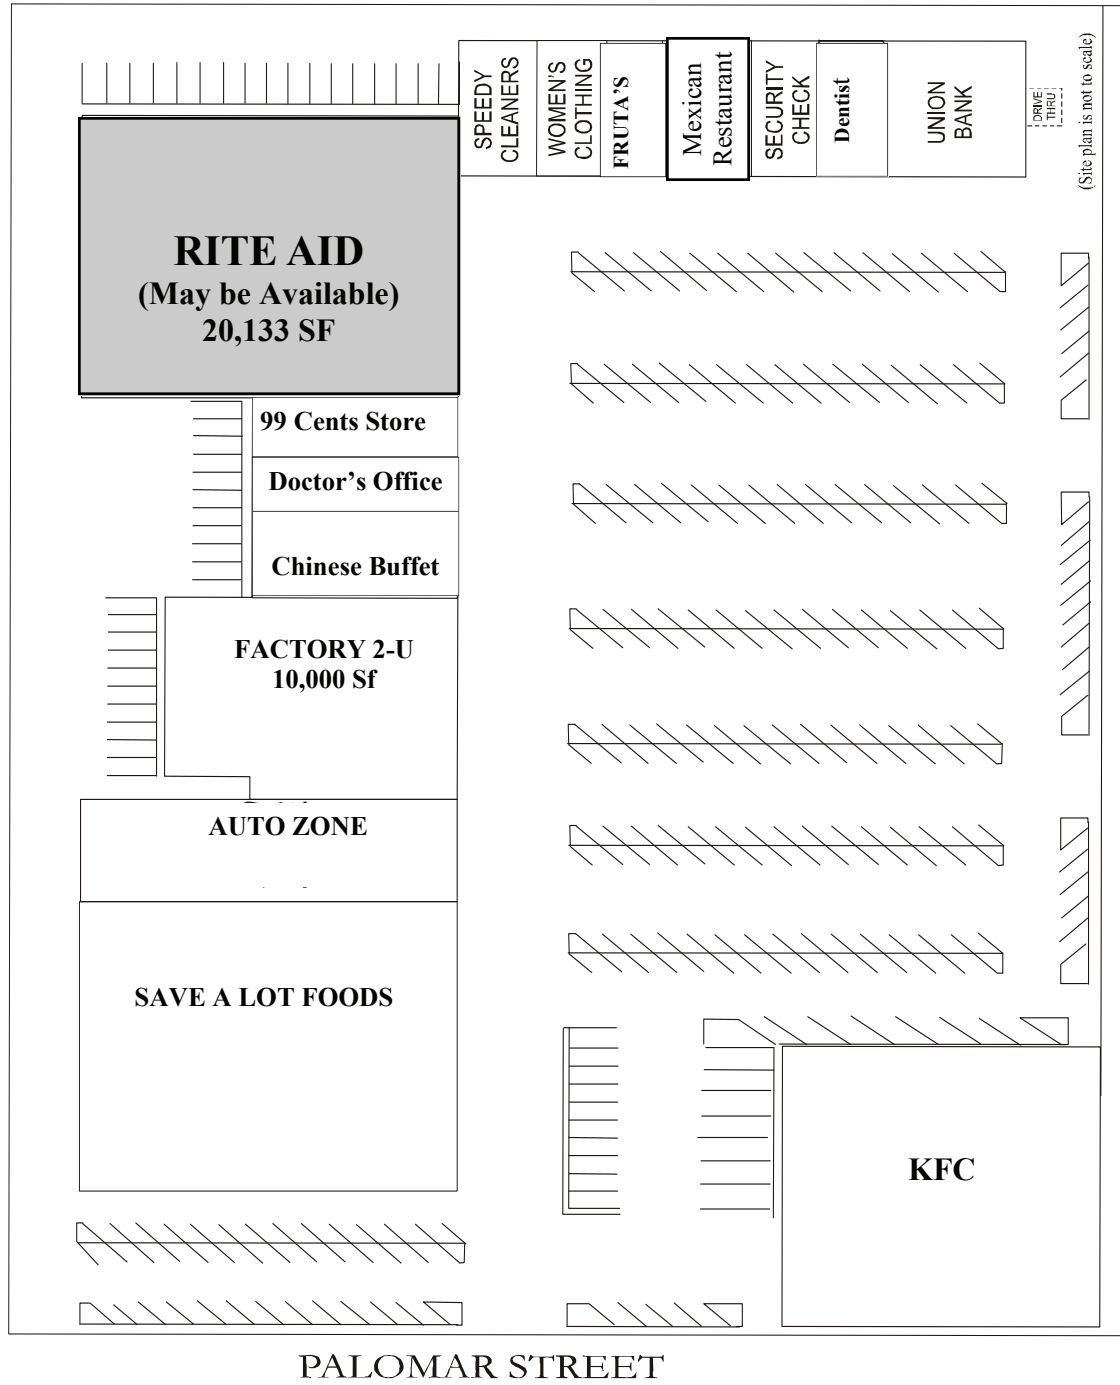 SPEEDY
CLEANERS
WOMEN'S
CLOTHING
FRUTA'S
Mexican
Restaurant
SECURITY
CHECK
Dentist
UNION
BANK
DRIVE
THRU
(Site plan is not to scale)
RITE AID
(May be Available)
20,133 SF
99 Cents Store
Doctor's Office
Chinese Buffet
FACTORY 2-U
10,000 Sf
AUTO ZONE
SAVE A LOT FOODS
KFC
PALOMAR STREET